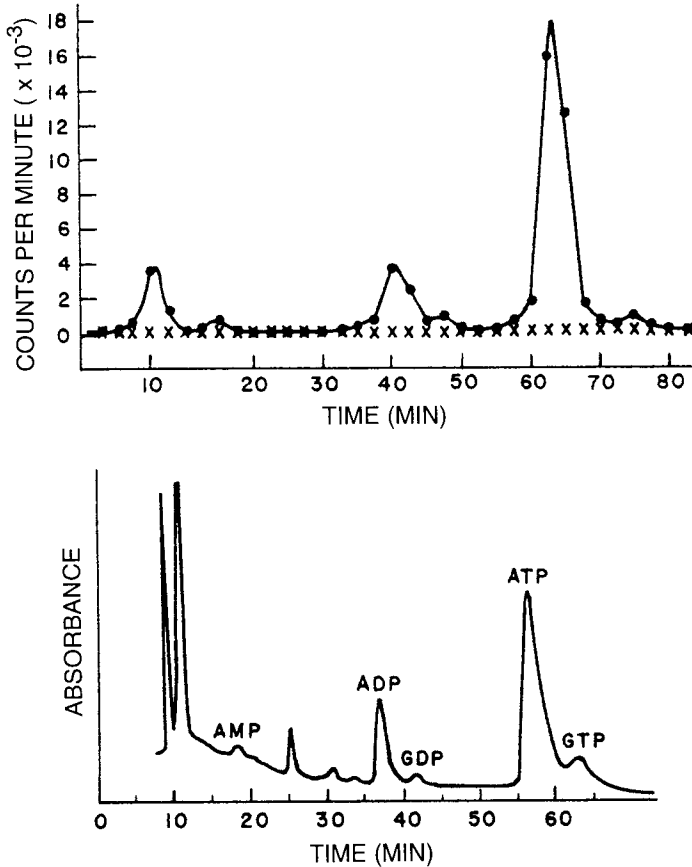 COUNTS PER MINUTE ( x 10-3)
18
16
14
12
10
8
6
4
2
0
10 20 30 40 50 60 70 80
TIME (MIN)
ABSORBANCE
AMP
ADP
GDP
ATP
GTP
0 10 20 30 40 50 60
TIME (MIN)